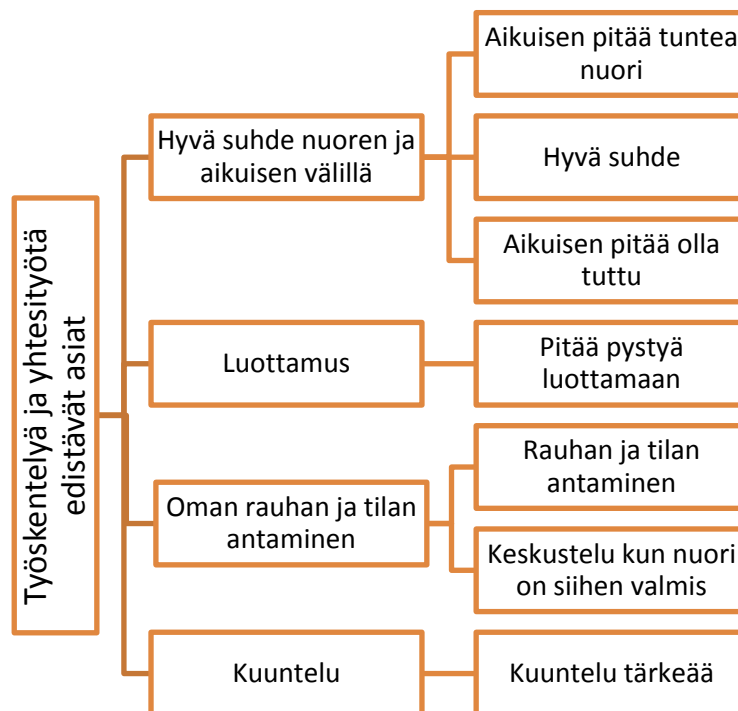 Työskentelyä ja yhtesityötä
edistävät asiat
Hyvä suhde nuoren ja
aikuisen välillä
Aikuisen pitää tuntea
nuori
Hyvä suhde
Aikuisen pitää olla
tuttu
Luottamus
Pitää pystyä
luottamaan
Oman rauhan ja tilan
antaminen
Rauhan ja tilan
antaminen
Keskustelu kun nuori
on siihen valmis
Kuuntelu
Kuuntelu tärkeää